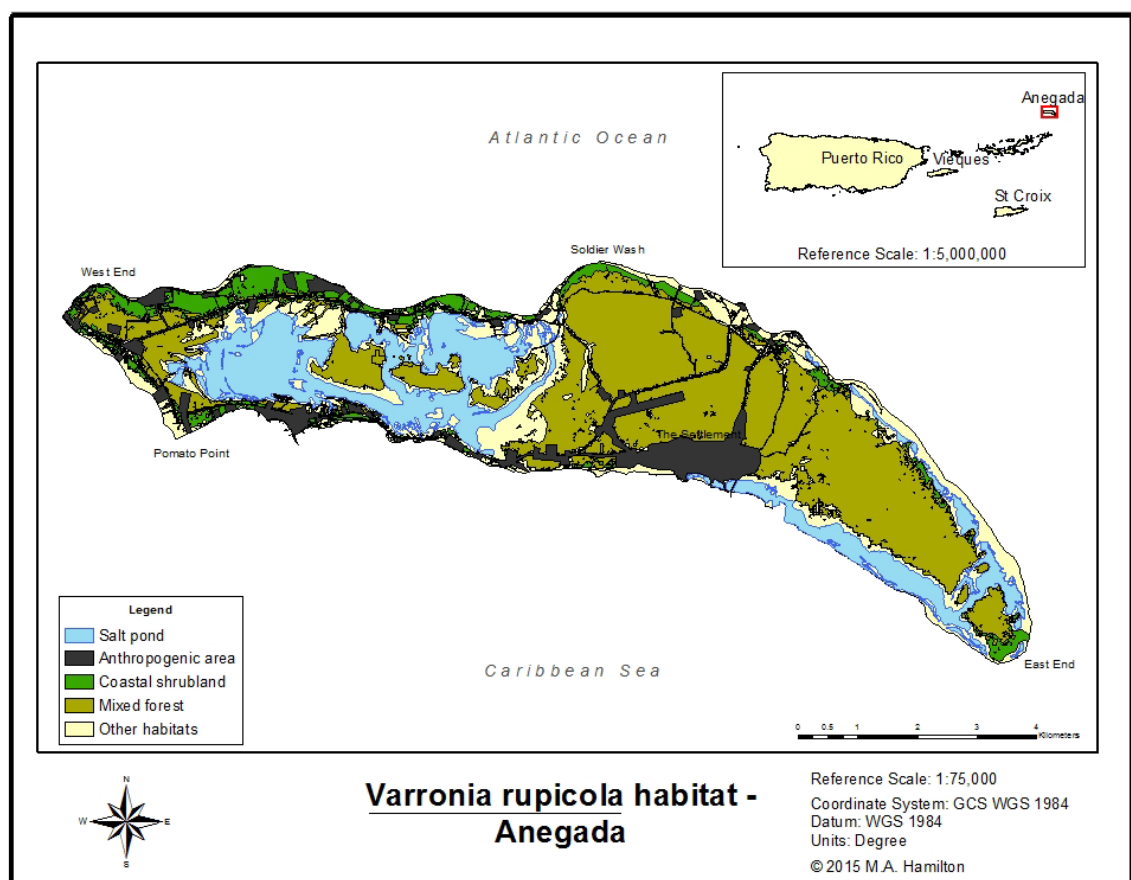 Atlantic Ocean
Anegada
Puerto Rico
Vieques
St Croix
Reference Scale: 1:5,000,000
Soldier Wash
West End
The Settlement
Pomato Point
East End
Caribbean Sea
Legend
Salt pond
Anthropogenic area
Coastal shrubland
Mixed forest
Other habitats
0 0.5 1 2 3 4
Kilometers
N
W E
S
Varronia rupicola habitat -
Anegada
Reference Scale: 1:75,000
Coordinate System: GCS WGS 1984
Datum: WGS 1984
Units: Degree
© 2015 M.A. Hamilton